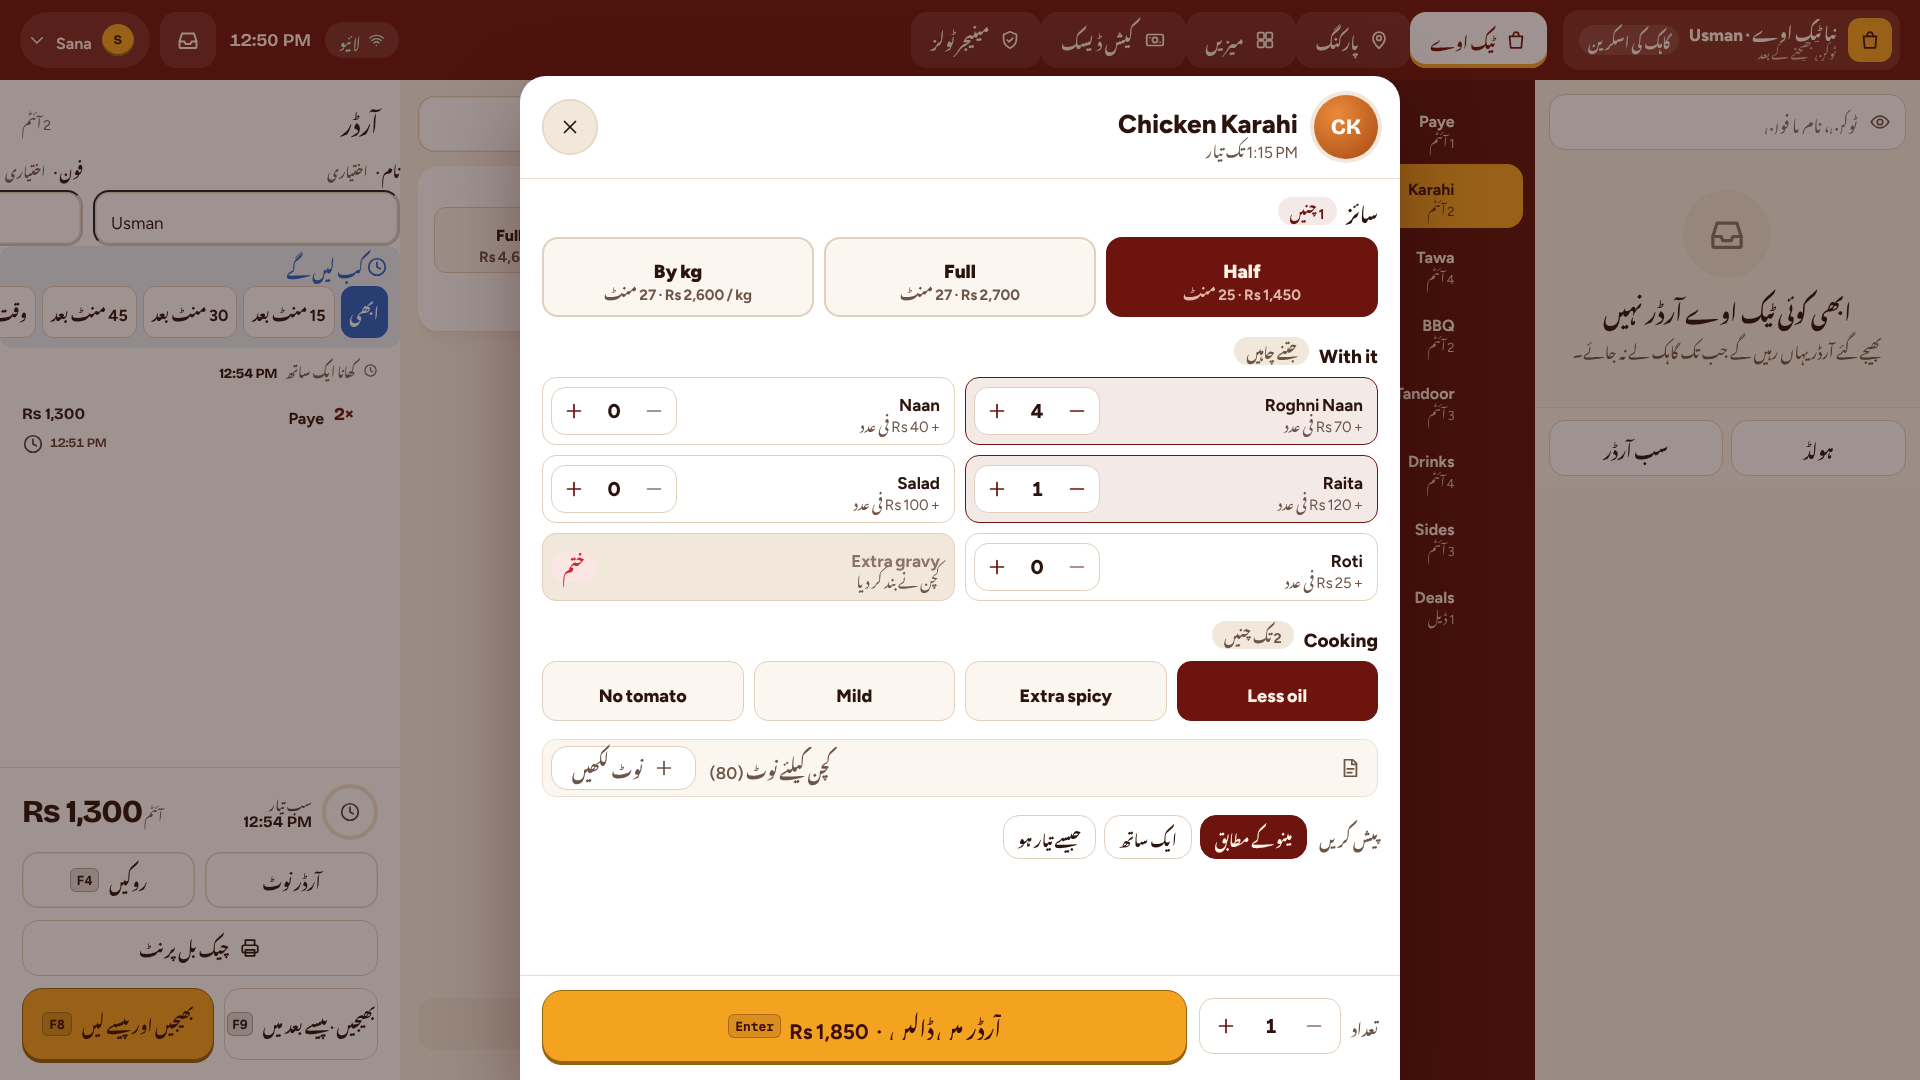 نیا ٹیک اوے · Usman
ٹوکن بھیجنے کے بعد
گاہک کی اسکرین
ٹیک اوے
پارکنگ
میزیں
کیش ڈیسک
مینیجر ٹولز
لائیو
12:50 PM
S
Sana
ٹوکن، نام یا فون
ابھی کوئی ٹیک اوے آرڈر نہیں
بھیجے گئے آرڈر یہاں رہیں گے جب تک گاہک لے نہ جائے۔
ہولڈ
سب آرڈر
Paye
1 آئٹم
Karahi
2 آئٹم
Tawa
4 آئٹم
BBQ
2 آئٹم
Tandoor
3 آئٹم
Drinks
4 آئٹم
Sides
3 آئٹم
Deals
1 ڈیل
CK
Chicken Karahi
1:15 PM تک تیار
سائز
1 چنیں
Half
25 · Rs 1,450 منٹ
Full
27 · Rs 2,700 منٹ
By kg
27 · Rs 2,600 / kg منٹ
With it
جتنے چاہیں
Roghni Naan
+ Rs 70 فی عدد
4
Naan
+ Rs 40 فی عدد
0
Raita
+ Rs 120 فی عدد
1
Salad
+ Rs 100 فی عدد
0
Roti
+ Rs 25 فی عدد
0
Extra gravy
کچن نے بند کر دیا
ختم
Cooking
2 تک چنیں
Less oil
Extra spicy
Mild
No tomato
کچن کیلئے نوٹ (80)
+ نوٹ لکھیں
پیش کریں
مینو کے مطابق
ایک ساتھ
جیسے تیار ہو
تعداد
1
آرڈر میں ڈالیں · Rs 1,850 Enter
آرڈر
2 آئٹم
نام · اختیاری
فون · اختیاری
Usman
کب لیں گے
ابھی
15 منٹ بعد
30 منٹ بعد
45 منٹ بعد
وقت
کھانا ایک ساتھ 12:54 PM
2× Paye
Rs 1,300
12:51 PM
سب تیار
12:54 PM
آئٹم Rs 1,300
آرڈر نوٹ
روکیں F4
چیک بل پرنٹ
بھیجیں · پیسے بعد میں F9
بھیجیں اور پیسے لیں F8
Full
Rs 4,6